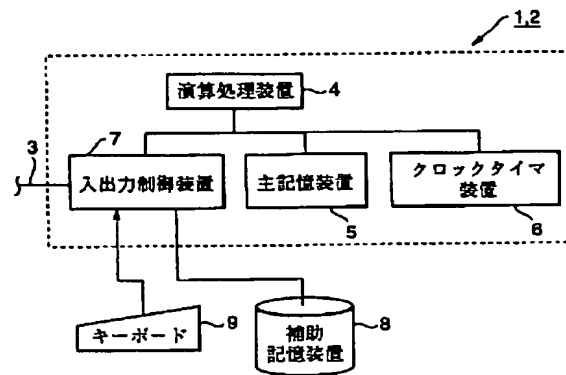 1,2
演算処理装置
4
7
3
入出力制御装置
主記憶装置
クロックタイマ
装置
5
6
キーボード
9
補助
記憶装置
8